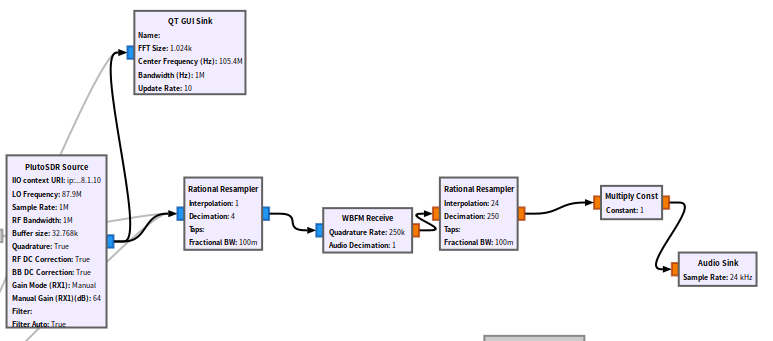 QT GUI Sink
Name:
FFT Size: 1.024k
Center Frequency (Hz): 105.4M
Bandwidth (Hz): 1M
Update Rate: 10
PlutoSDR Source
IIO context URI: ip:...8.1.10
LO Frequency: 87.9M
Sample Rate: 1M
RF Bandwidth: 1M
Buffer size: 32.768k
Quadrature: True
RF DC Correction: True
BB DC Correction: True
Gain Mode (RX1): Manual
Manual Gain (RX1)(dB): 64
Filter:
Filter Auto: True
Rational Resampler
Interpolation: 1
Decimation: 4
Taps:
Fractional BW: 100m
WBFM Receive
Quadrature Rate: 250k
Audio Decimation: 1
Rational Resampler
Interpolation: 24
Decimation: 250
Taps:
Fractional BW: 100m
Multiply Const
Constant: 1
Audio Sink
Sample Rate: 24 kHz